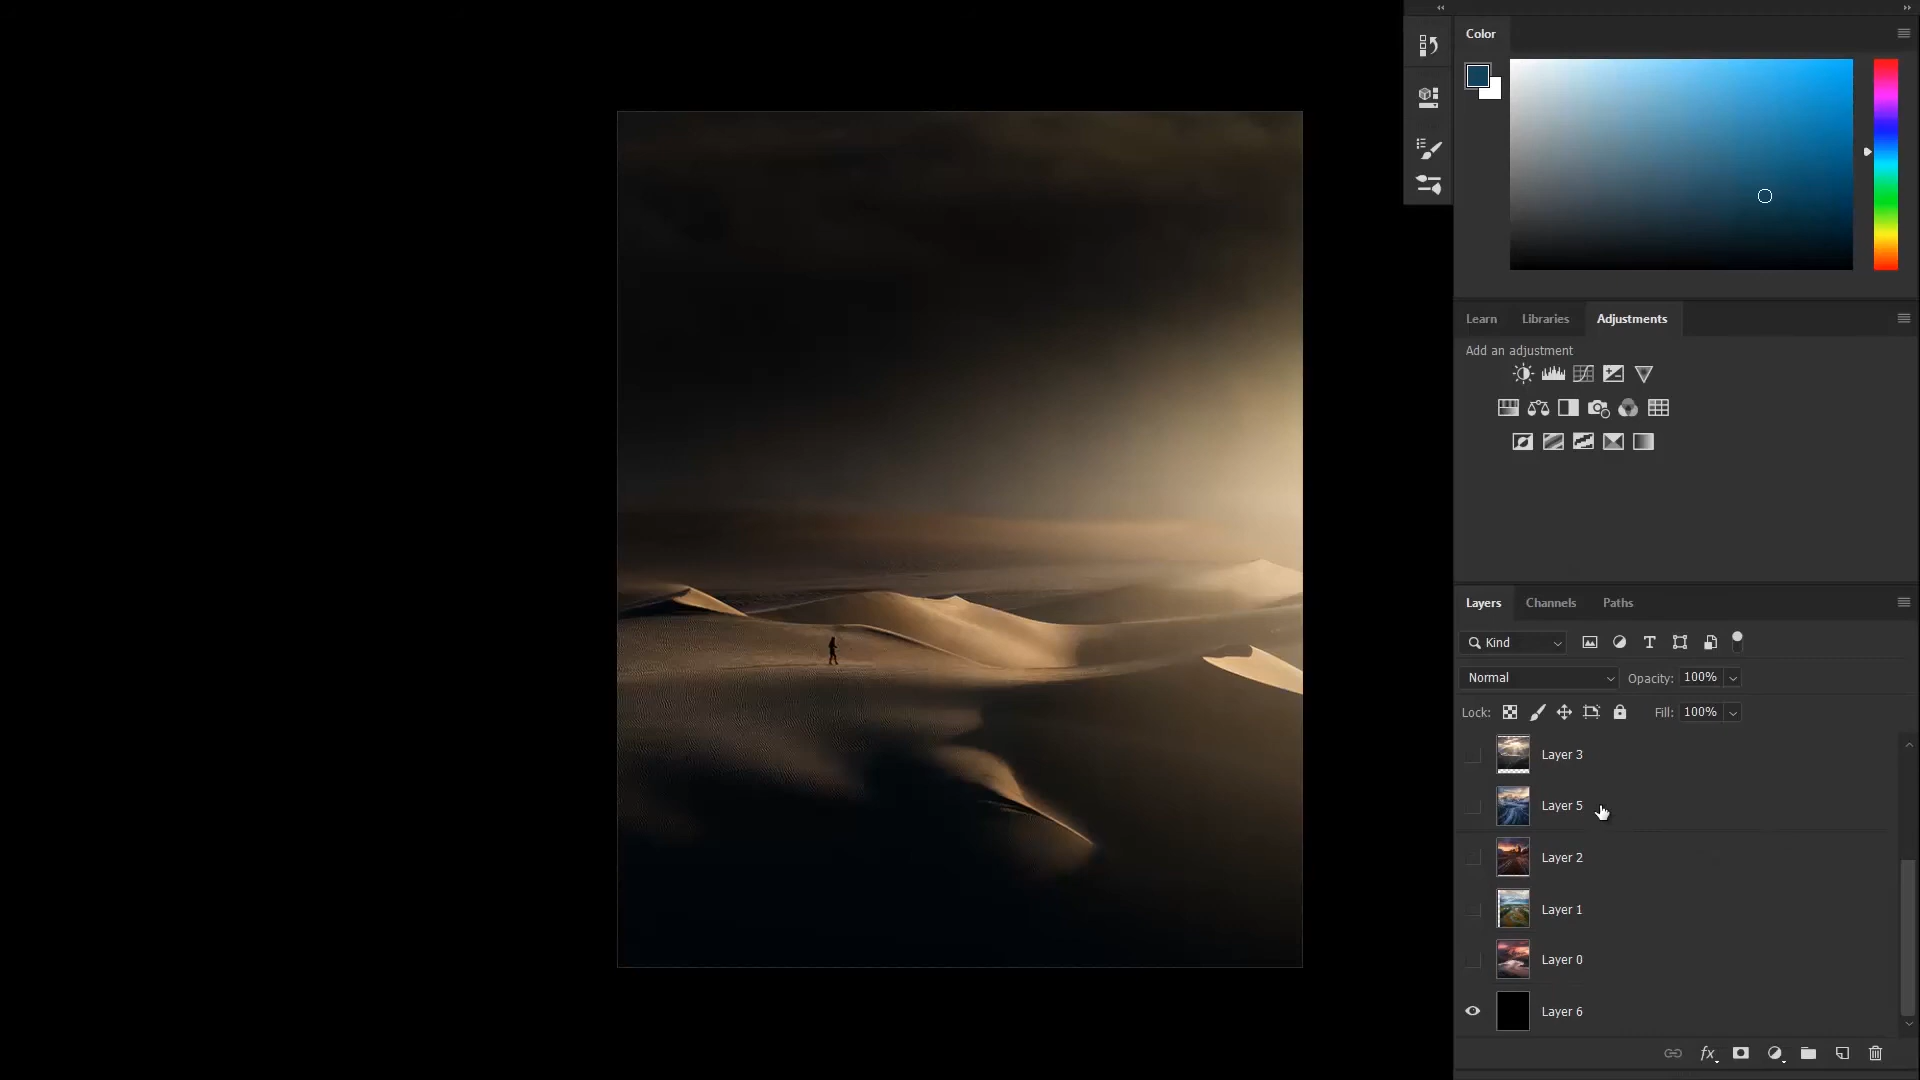 Color
Learn Libraries Adjustments
Add an adjustment
Layers Channels Paths
Kind
Normal Opacity: 100%
Lock: Fill: 100%
Layer 3
Layer 5
Layer 2
Layer 1
Layer 0
Layer 6
fx